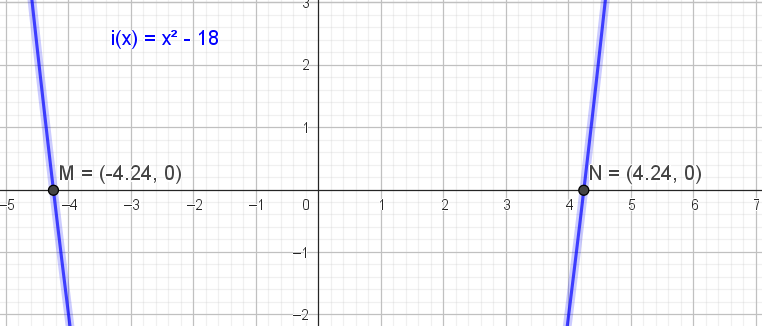 3
i(x) = x² - 18
2
1
M = (-4.24, 0)
N = (4.24, 0)
–5 –4 –3 –2 –1 0 1 2 3 4 5 6 7
–1
–2